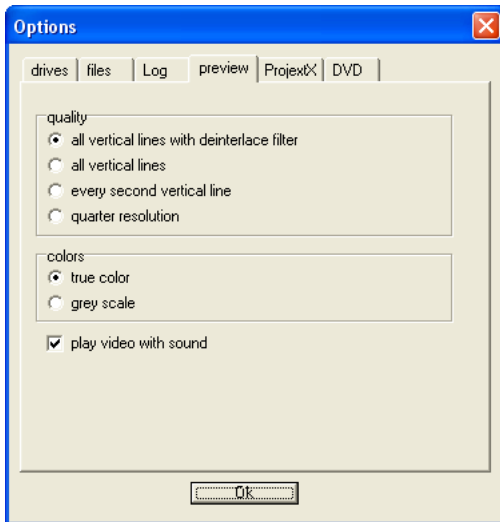 Options
drives files Log preview ProjectX DVD
quality
all vertical lines with deinterlace filter
all vertical lines
every second vertical line
quarter resolution
colors
true color
grey scale
play video with sound
Ok